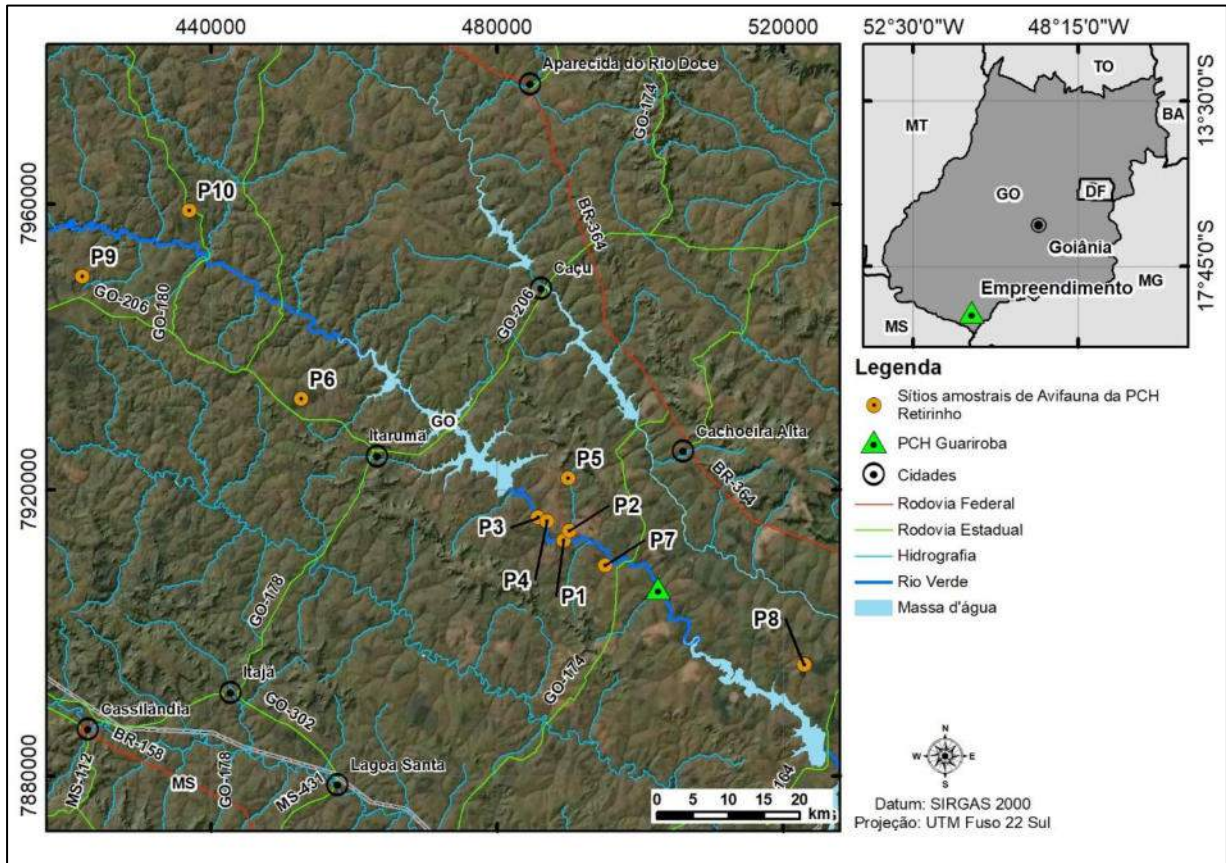 440000
480000
520000
7960000
7920000
7880000
Aparecida do Rio Doce
GO-174
BR-364
P10
P9
GO-206
GO-180
Caçu
GO-206
P6
GO
Itarumã
Cachoeira Alta
BR-364
P5
P3
P2
P4
P1
P7
P8
GO-178
GO-174
Itajá
GO-302
Cassilândia
BR-158
MS-112
MS
GO-178
MS-431
Lagoa Santa
164
0 5 10 15 20
km
52°30'0"W
48°15'0"W
13°30'0"S
17°45'0"S
TO
MT
BA
GO
DF
Goiânia
MG
Empreendimento
MS
Legenda
Sítios amostrais de Avifauna da PCH
Retirinho
PCH Guariroba
Cidades
Rodovia Federal
Rodovia Estadual
Hidrografia
Rio Verde
Massa d'água
N
W
E
S
Datum: SIRGAS 2000
Projeção: UTM Fuso 22 Sul